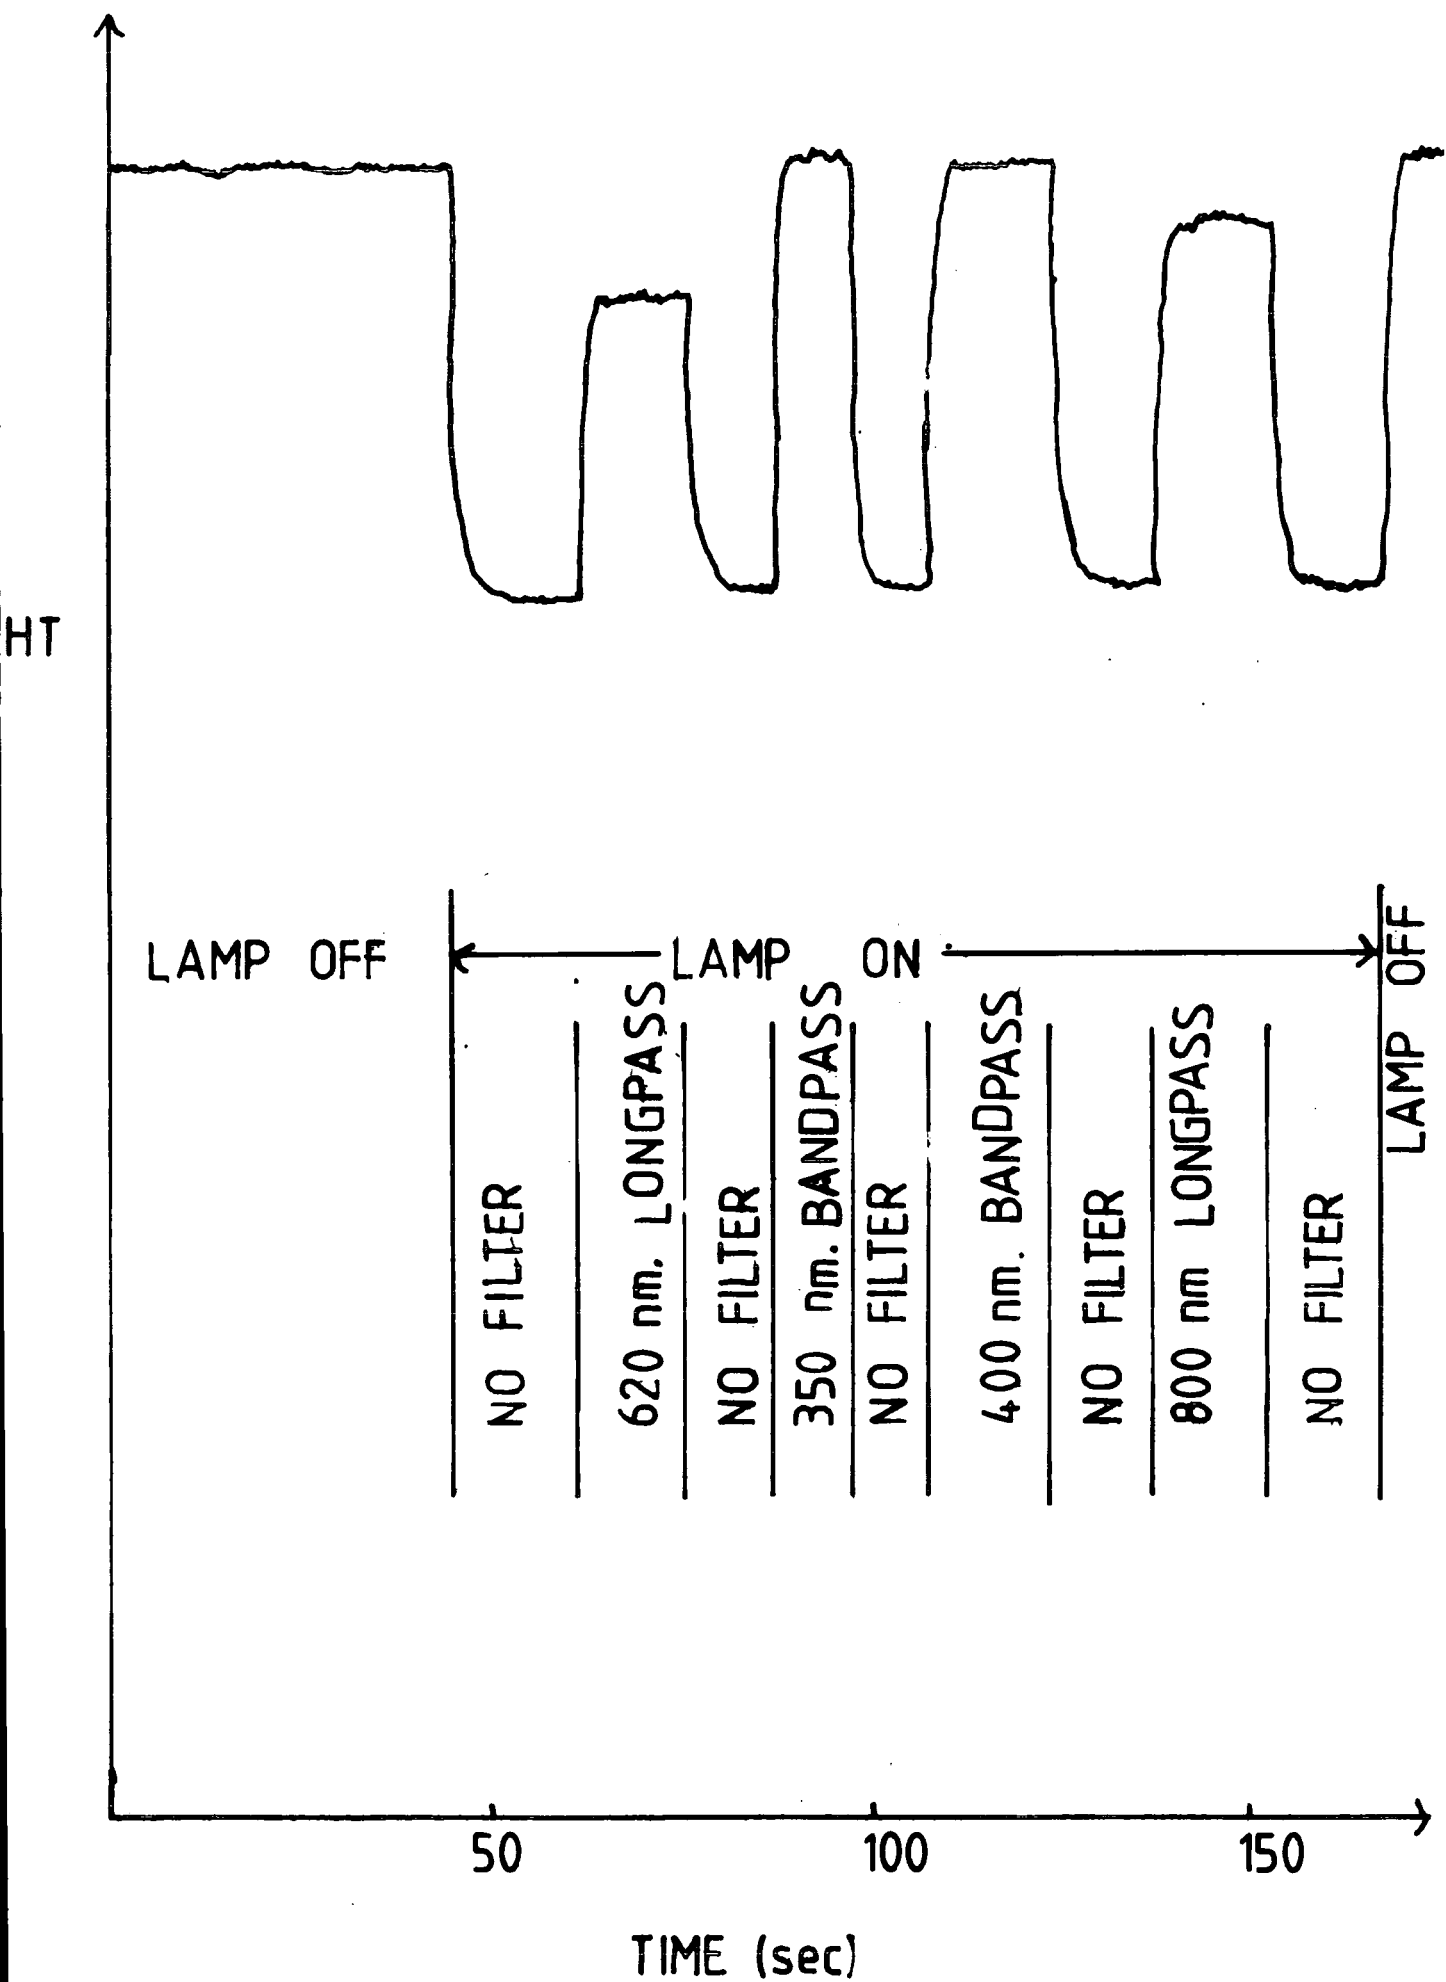 HT
LAMP OFF
LAMP ON
LAMP OFF
NO FILTER
620 nm. LONGPASS
NO FILTER
350 nm. BANDPASS
NO FILTER
400 nm. BANDPASS
NO FILTER
800 nm LONGPASS
NO FILTER
50
100
150
TIME (sec)